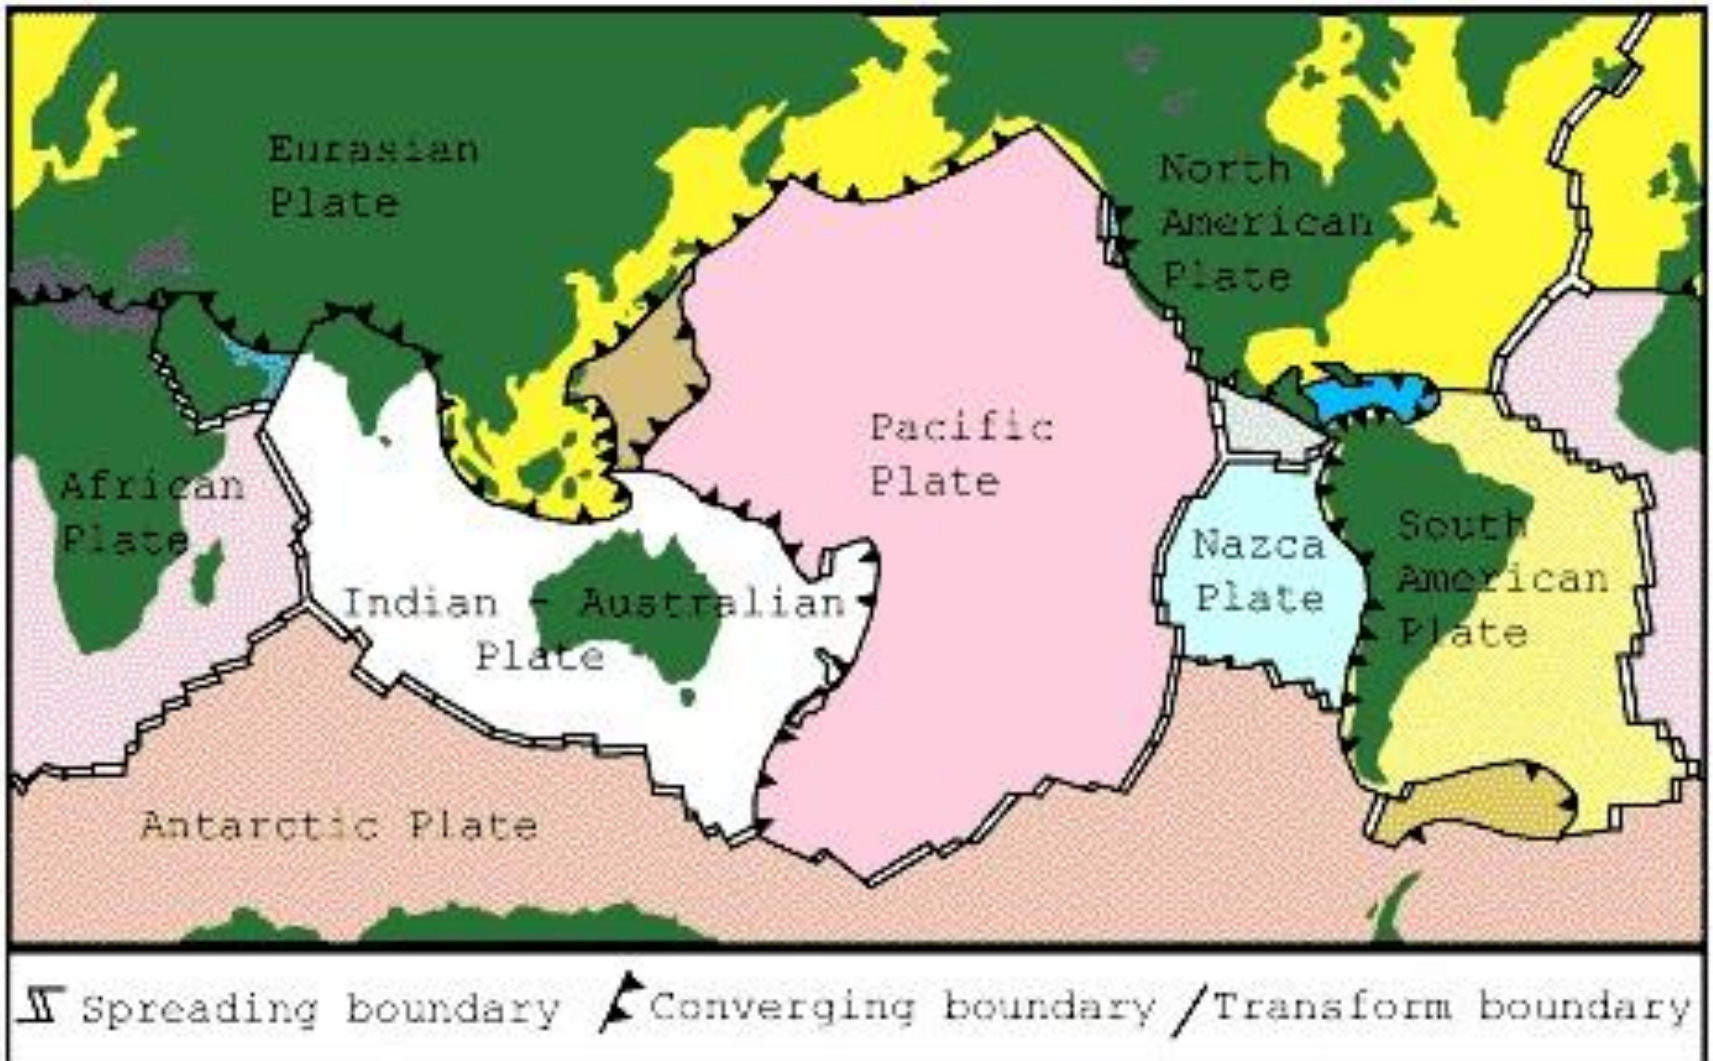 Eurasian
Plate
North
American
Plate
Pacific
Plate
African
Plate
Nazca
Plate
South
American
Plate
Indian - Australian
Plate
Antarctic Plate
Spreading boundary
Converging boundary
Transform boundary